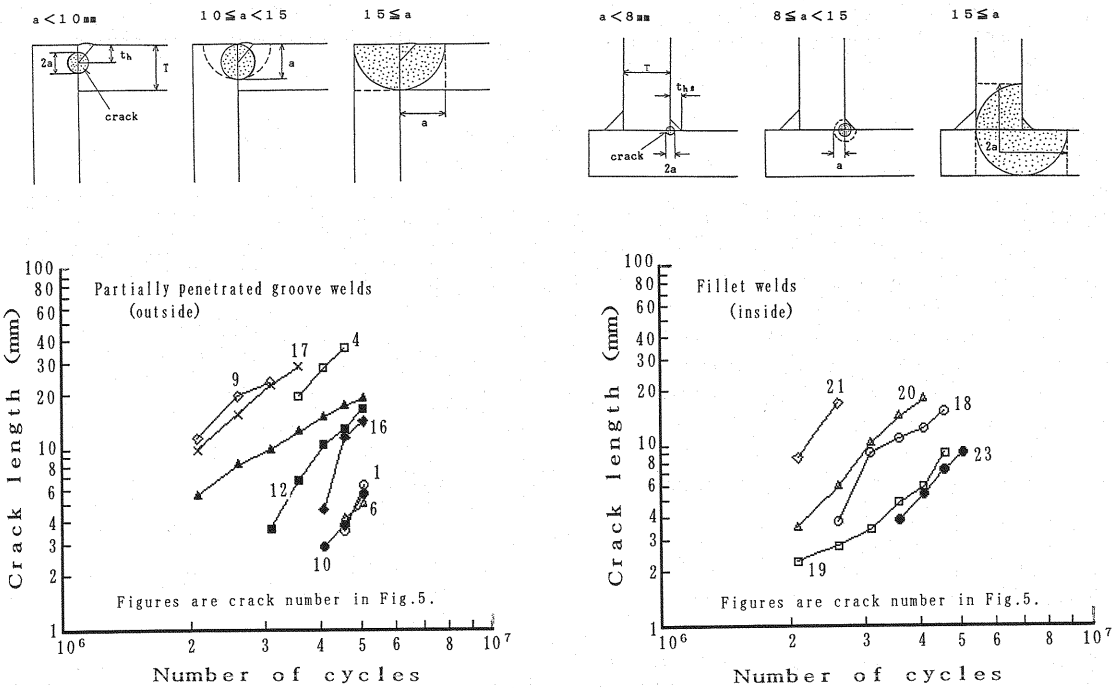 a<10mm
10≦a<15
15≦a
2a
th
T
a
crack
a
a<8mm
8≦a<15
15≦a
T
ths
crack
2a
a
2a
Partially penetrated groove welds
(outside)
Crack length (mm)
100
80
60
40
30
20
10
8
6
4
3
2
1
9
17
4
12
16
1
6
10
Figures are crack number in Fig.5.
10⁶
2
3
4
5
6
8
10⁷
Number of cycles
Fillet welds
(inside)
Crack length (mm)
100
80
60
40
30
20
10
8
6
4
3
2
1
21
20
18
23
19
Figures are crack number in Fig.5.
10⁶
2
3
4
5
6
8
10⁷
Number of cycles